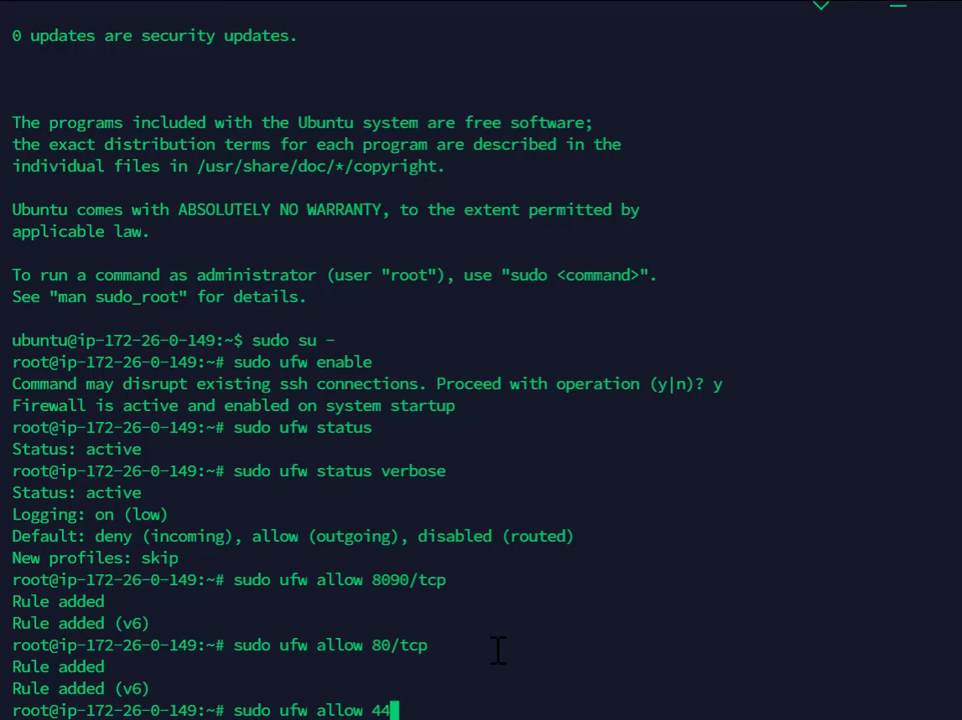 0 updates are security updates.
The programs included with the Ubuntu system are free software;
the exact distribution terms for each program are described in the
individual files in /usr/share/doc/*/copyright.
Ubuntu comes with ABSOLUTELY NO WARRANTY, to the extent permitted by
applicable law.
To run a command as administrator (user "root"), use "sudo <command>".
See "man sudo_root" for details.
ubuntu@ip-172-26-0-149:~$ sudo su -
root@ip-172-26-0-149:~# sudo ufw enable
Command may disrupt existing ssh connections. Proceed with operation (y|n)? y
Firewall is active and enabled on system startup
root@ip-172-26-0-149:~# sudo ufw status
Status: active
root@ip-172-26-0-149:~# sudo ufw status verbose
Status: active
Logging: on (low)
Default: deny (incoming), allow (outgoing), disabled (routed)
New profiles: skip
root@ip-172-26-0-149:~# sudo ufw allow 8090/tcp
Rule added
Rule added (v6)
root@ip-172-26-0-149:~# sudo ufw allow 80/tcp
Rule added
Rule added (v6)
root@ip-172-26-0-149:~# sudo ufw allow 44